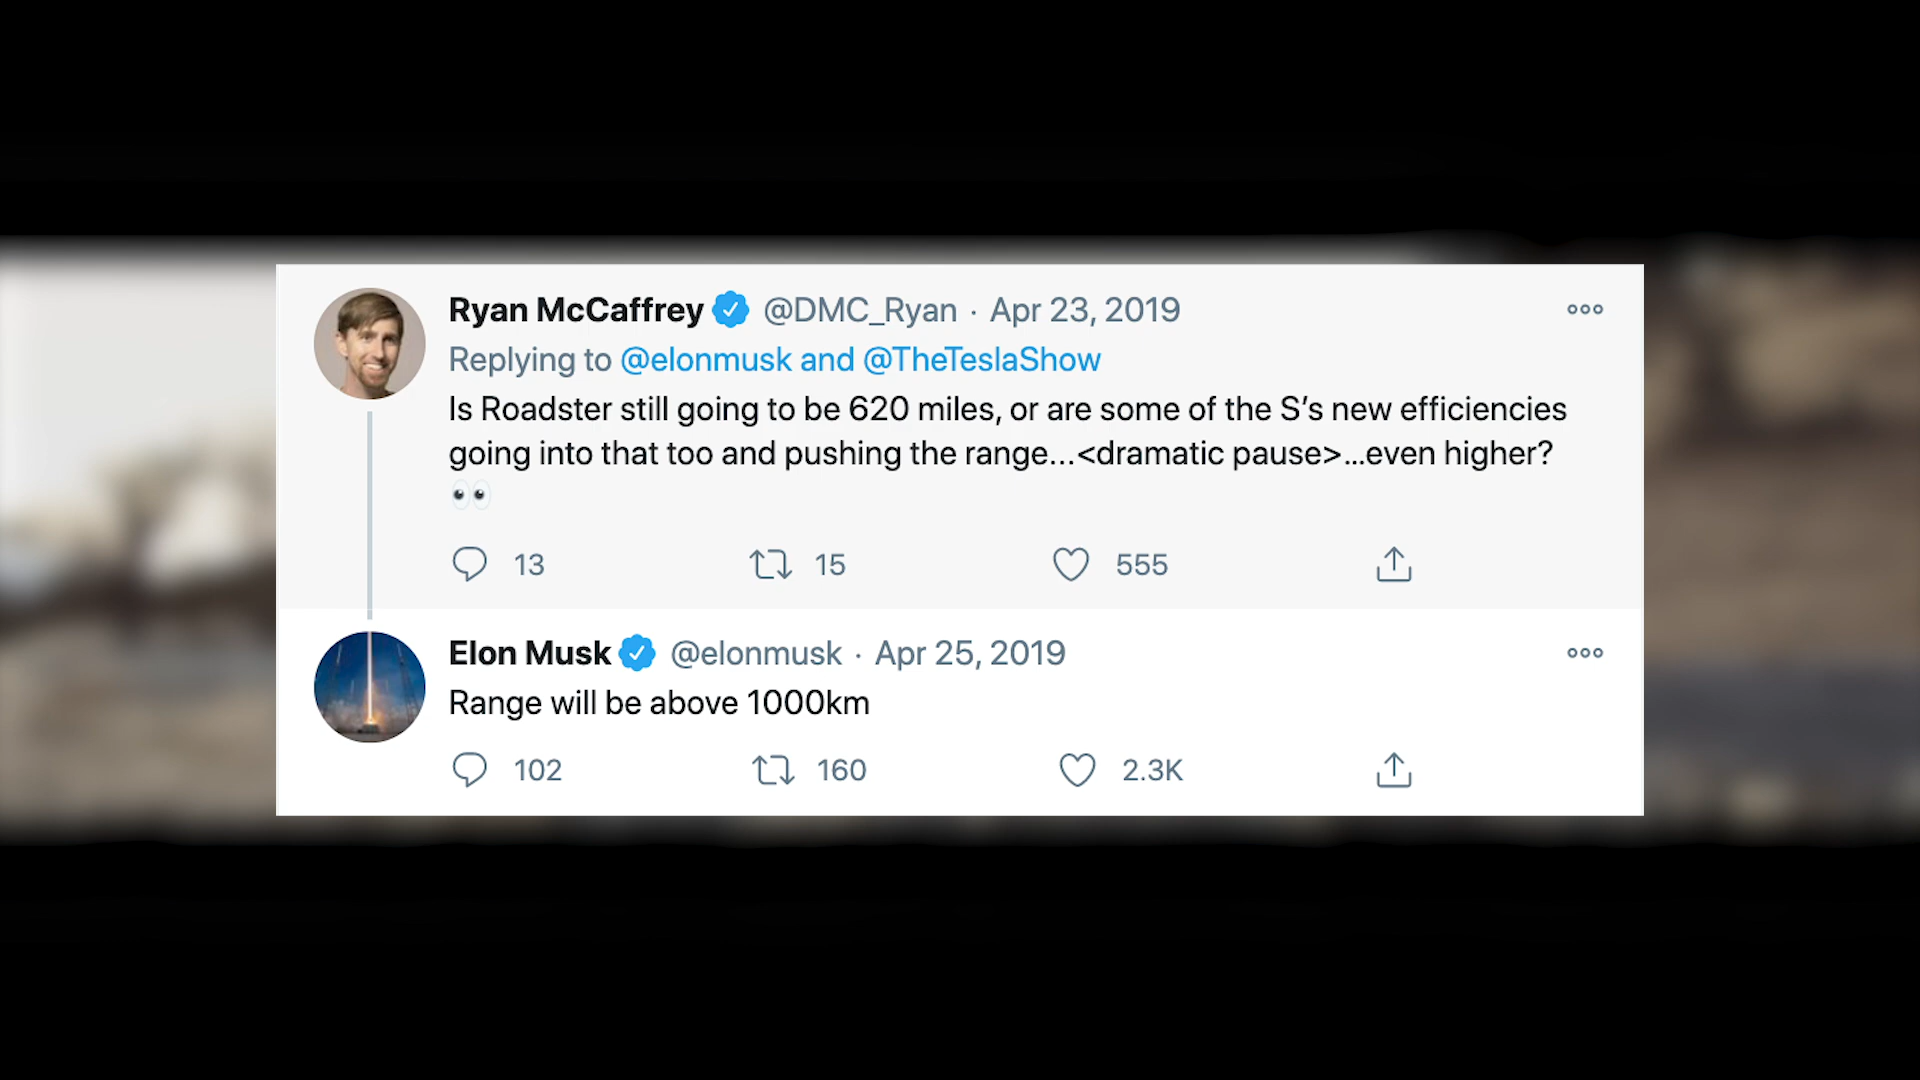 Ryan McCaffrey @DMC_Ryan · Apr 23, 2019
Replying to @elonmusk and @TheTeslaShow
Is Roadster still going to be 620 miles, or are some of the S’s new efficiencies
going into that too and pushing the range...<dramatic pause>...even higher?
👀
13 15 555
Elon Musk @elonmusk · Apr 25, 2019
Range will be above 1000km
102 160 2.3K